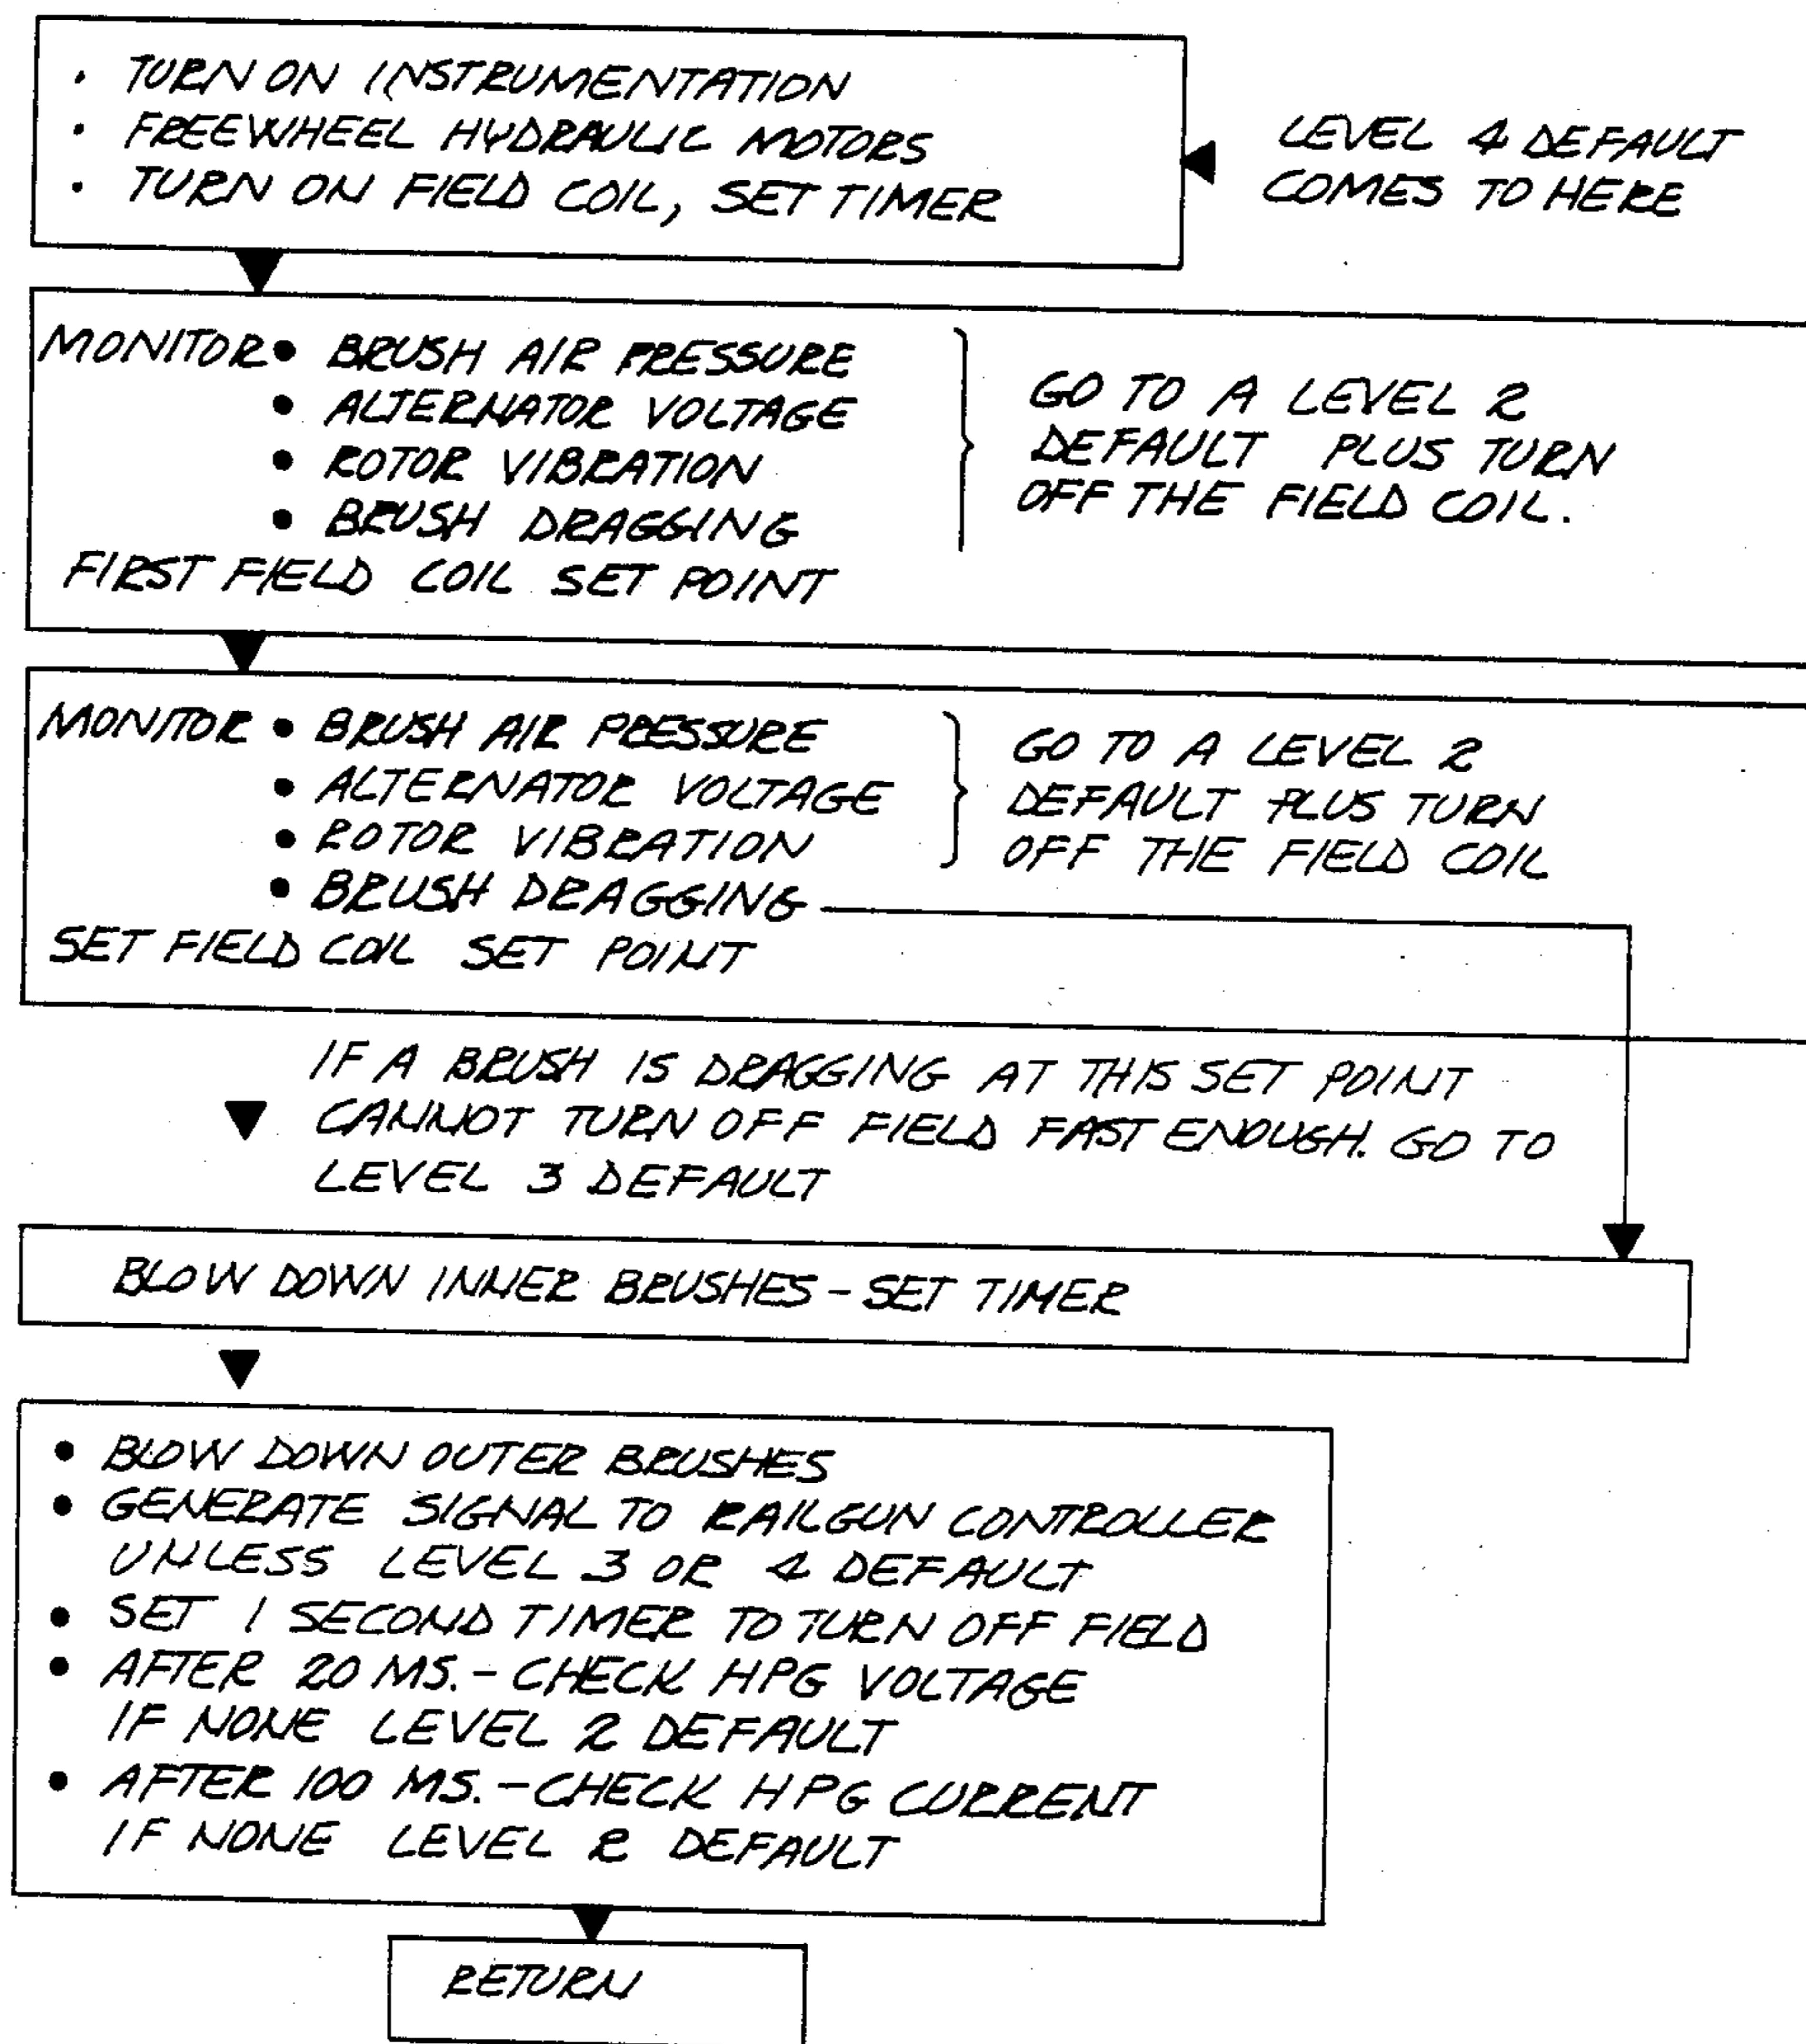 • TURN ON INSTRUMENTATION
• FREEWHEEL HYDRAULIC MOTORS
• TURN ON FIELD COIL, SET TIMER
LEVEL 4 DEFAULT
COMES TO HERE
MONITOR • BRUSH AIR PRESSURE
• ALTERNATOR VOLTAGE
• ROTOR VIBRATION
• BRUSH DRAGGING
GO TO A LEVEL 2
DEFAULT PLUS TURN
OFF THE FIELD COIL.
FIRST FIELD COIL SET POINT
MONITOR • BRUSH AIR PRESSURE
• ALTERNATOR VOLTAGE
• ROTOR VIBRATION
• BRUSH DRAGGING
GO TO A LEVEL 2
DEFAULT PLUS TURN
OFF THE FIELD COIL
SET FIELD COIL SET POINT
IF A BRUSH IS DRAGGING AT THIS SET POINT
CANNOT TURN OFF FIELD FAST ENOUGH. GO TO
LEVEL 3 DEFAULT
BLOW DOWN INNER BRUSHES - SET TIMER
• BLOW DOWN OUTER BRUSHES
• GENERATE SIGNAL TO RAILGUN CONTROLLER
UNLESS LEVEL 3 OR 4 DEFAULT
• SET 1 SECOND TIMER TO TURN OFF FIELD
• AFTER 20 MS. - CHECK HPG VOLTAGE
IF NONE LEVEL 2 DEFAULT
• AFTER 100 MS. - CHECK HPG CURRENT
IF NONE LEVEL 2 DEFAULT
RETURN